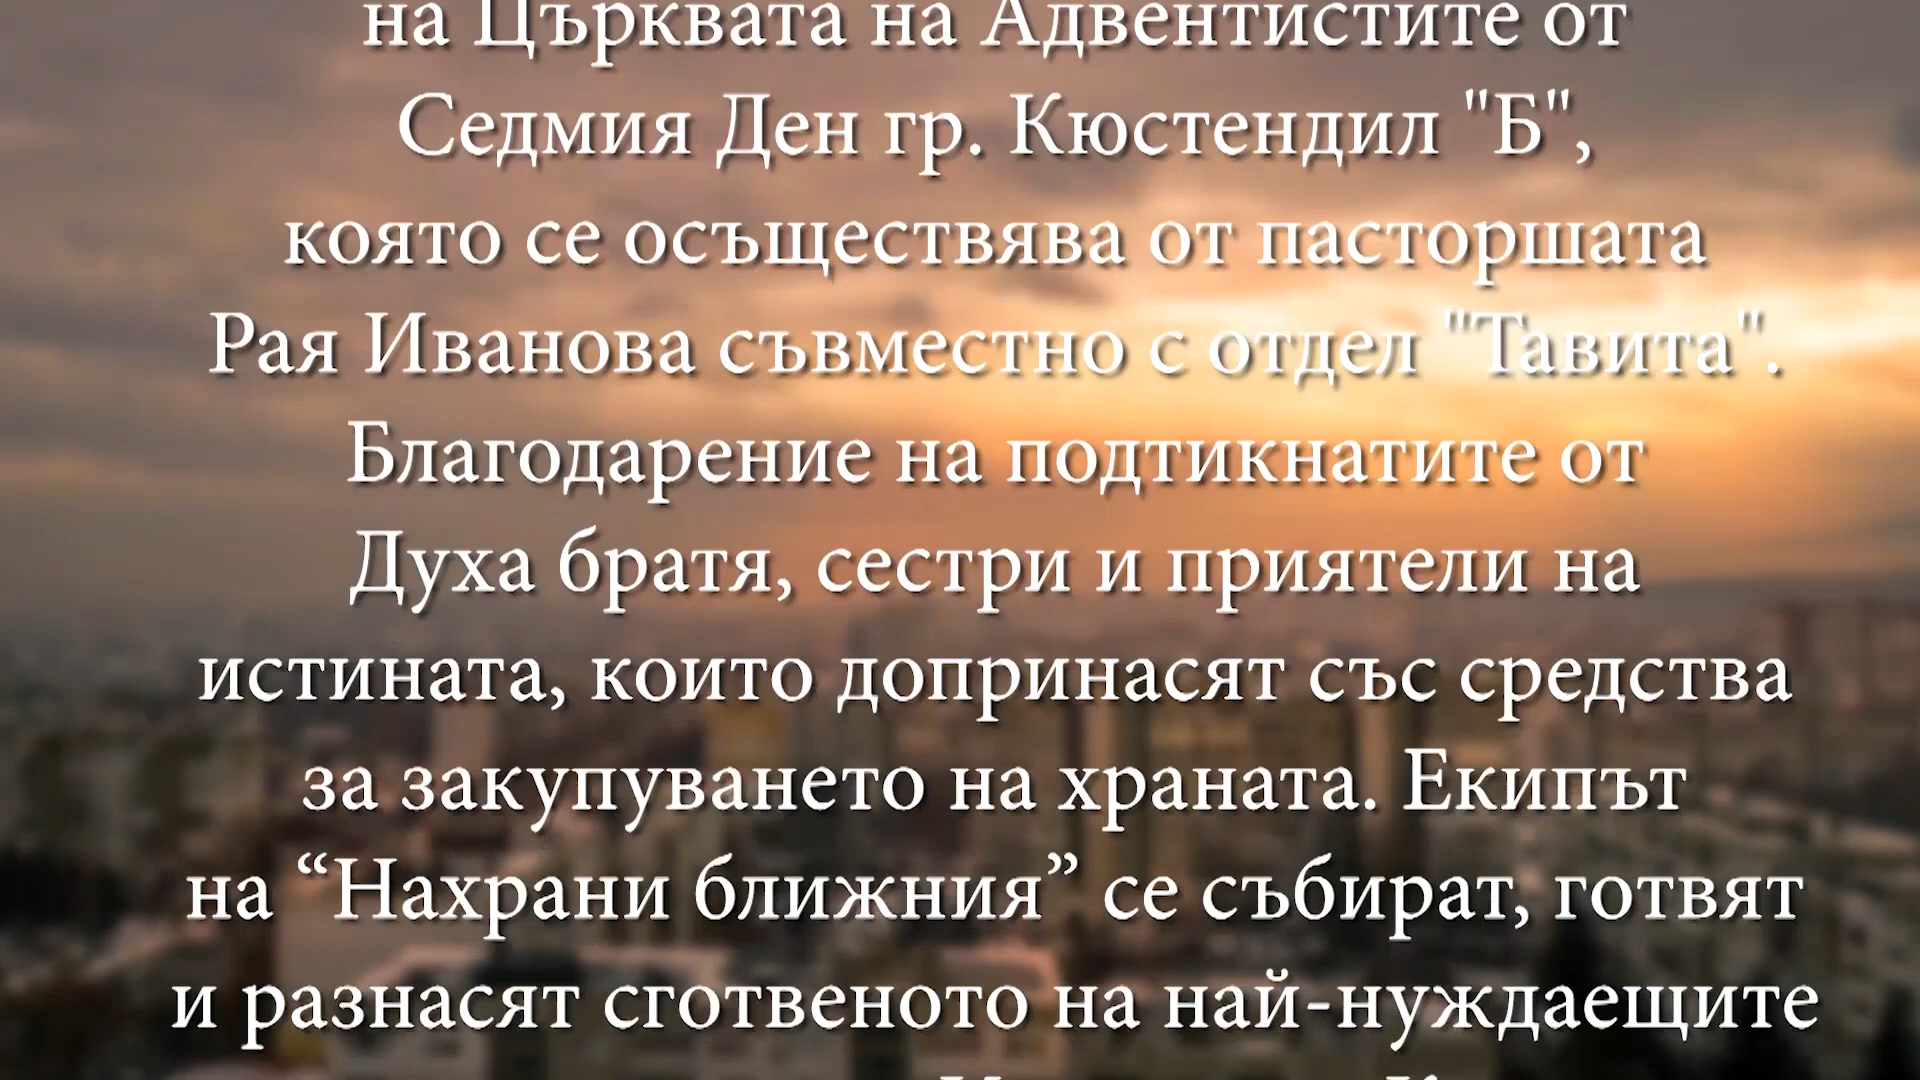 на Църквата на Адвентистите от
Седмия Ден гр. Кюстендил "Б",
която се осъществява от пасторшата
Рая Иванова съвместно с отдел "Тавита".
Благодарение на подтикнатите от
Духа братя, сестри и приятели на
истината, които допринасят със средства
за закупуването на храната. Екипът
на “Нахрани ближния” се събират, готвят
и разнасят сготвеното на най-нуждаещите